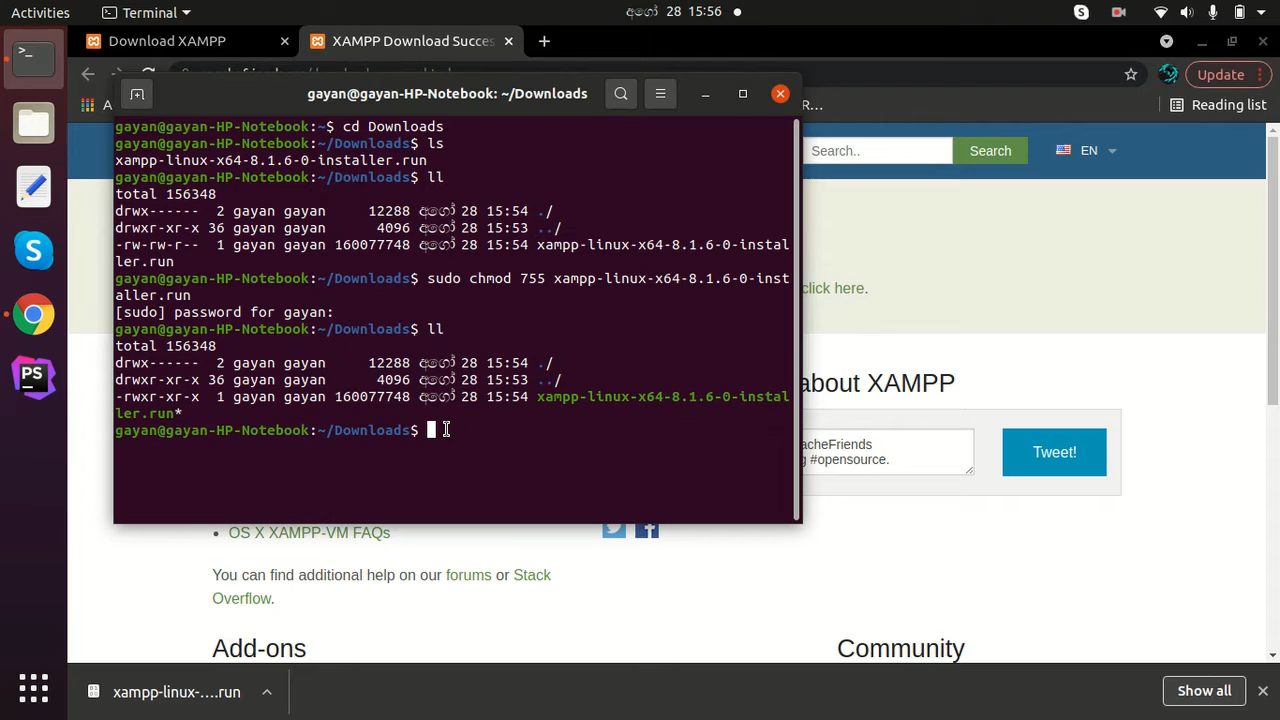 Activities
Terminal
අගෝ 28 15:56
Download XAMPP
XAMPP Download Succes
Update
R...
Reading list
gayan@gayan-HP-Notebook: ~/Downloads
Search..
Search
EN
gayan@gayan-HP-Notebook:~$ cd Downloads
gayan@gayan-HP-Notebook:~/Downloads$ ls
xampp-linux-x64-8.1.6-0-installer.run
gayan@gayan-HP-Notebook:~/Downloads$ ll
total 156348
drwx------ 2 gayan gayan 12288 අගෝ 28 15:54 ./
drwxr-xr-x 36 gayan gayan 4096 අගෝ 28 15:53 ../
-rw-rw-r-- 1 gayan gayan 160077748 අගෝ 28 15:54 xampp-linux-x64-8.1.6-0-instal
ler.run
gayan@gayan-HP-Notebook:~/Downloads$ sudo chmod 755 xampp-linux-x64-8.1.6-0-inst
aller.run
[sudo] password for gayan:
gayan@gayan-HP-Notebook:~/Downloads$ ll
total 156348
drwx------ 2 gayan gayan 12288 අගෝ 28 15:54 ./
drwxr-xr-x 36 gayan gayan 4096 අගෝ 28 15:53 ../
-rwxr-xr-x 1 gayan gayan 160077748 අගෝ 28 15:54 xampp-linux-x64-8.1.6-0-instal
ler.run*
gayan@gayan-HP-Notebook:~/Downloads$
click here.
about XAMPP
acheFriends
g #opensource.
Tweet!
OS X XAMPP-VM FAQs
You can find additional help on our forums or Stack
Overflow.
Add-ons
Community
xampp-linux-....run
Show all